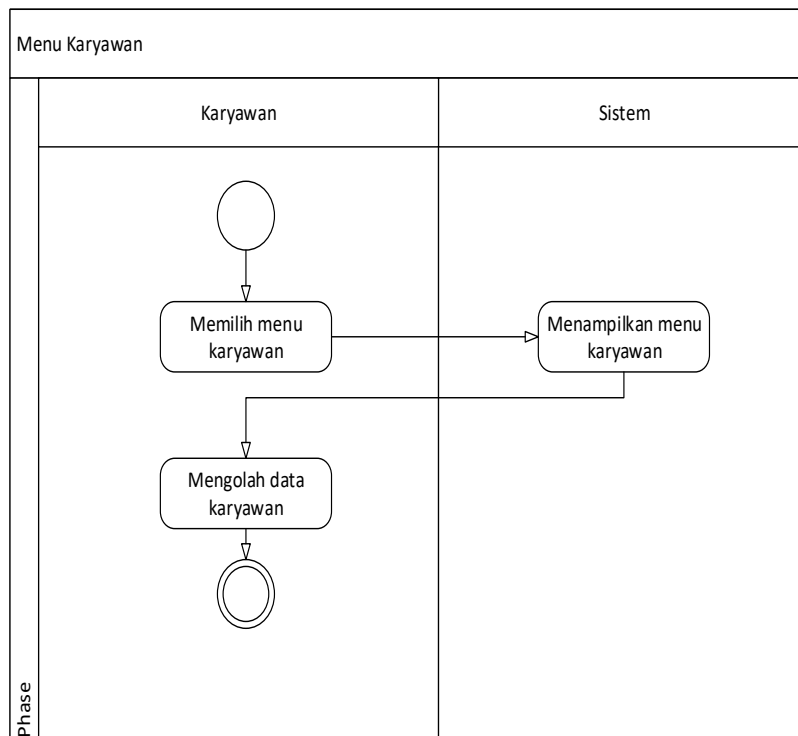 Menu Karyawan
Karyawan
Sistem
Memilih menu
karyawan
Menampilkan menu
karyawan
Mengolah data
karyawan
Phase